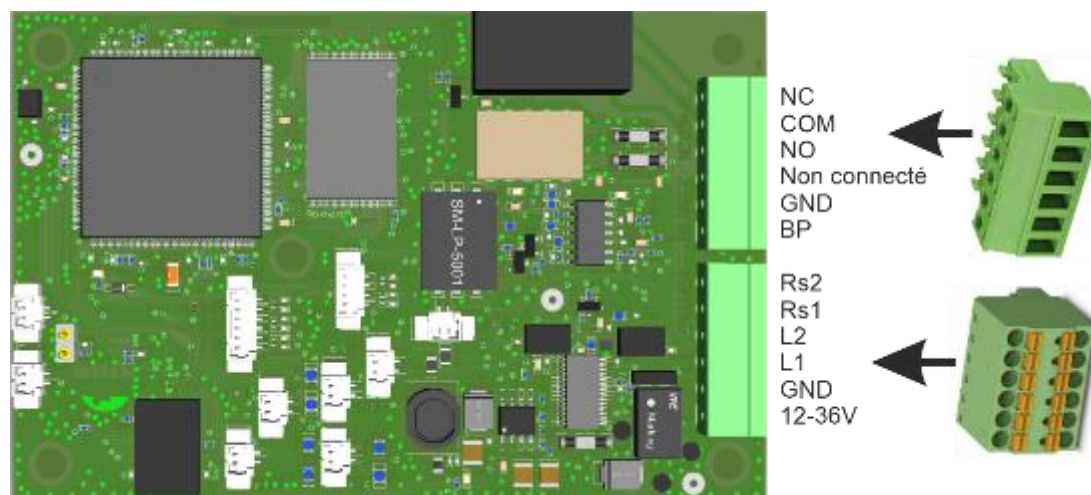 NC
COM
NO
Non connecté
GND
BP
SM-LP-5001
Rs2
Rs1
L2
L1
GND
12-36V